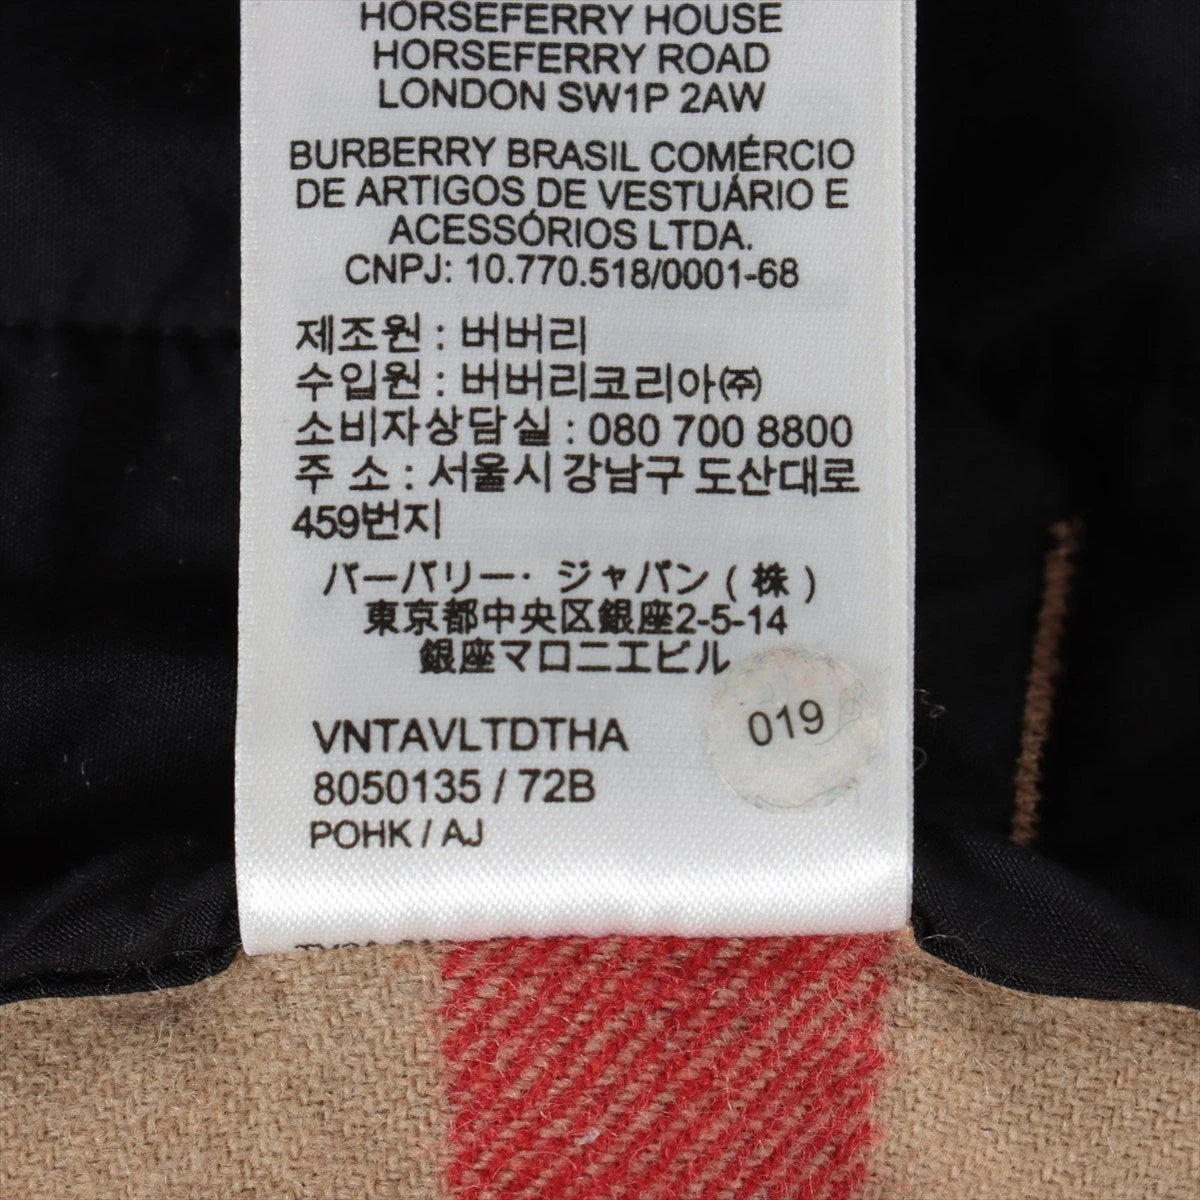 HORSEFERRY HOUSE
HORSEFERRY ROAD
LONDON SW1P 2AW
BURBERRY BRASIL COMÉRCIO
DE ARTIGOS DE VESTUÁRIO E
ACESSÓRIOS LTDA.
CNPJ: 10.770.518/0001-68
제조원 : 버버리
수입원 : 버버리코리아㈜
소비자상담실 : 080 700 8800
주 소 : 서울시 강남구 도산대로
459번지
バーバリー・ジャパン ( 株 )
東京都中央区銀座2-5-14
銀座マロニエビル
019
VNTAVLTDTHA
8050135 / 72B
POHK / AJ